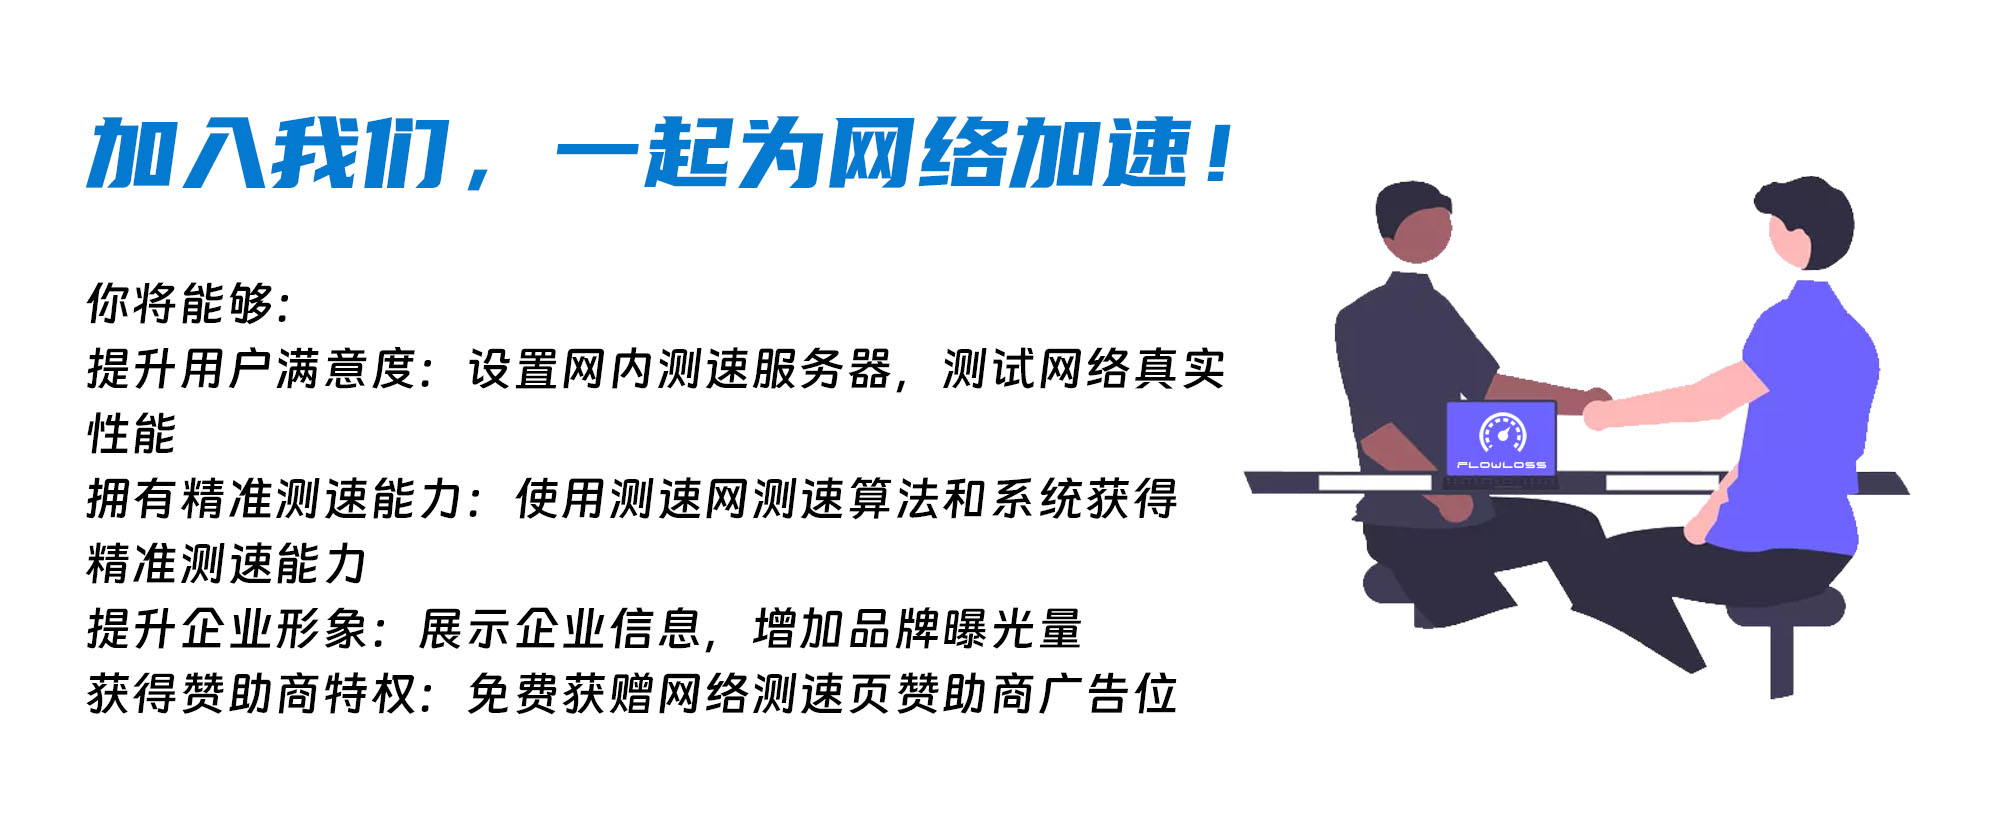 加入我们，一起为网络加速！
你将能够：
提升用户满意度：设置网内测速服务器，测试网络真实
性能
拥有精准测速能力：使用测速网测速算法和系统获得
精准测速能力
提升企业形象：展示企业信息，增加品牌曝光量
获得赞助商特权：免费获赠网络测速页赞助商广告位
FLOWLOSS